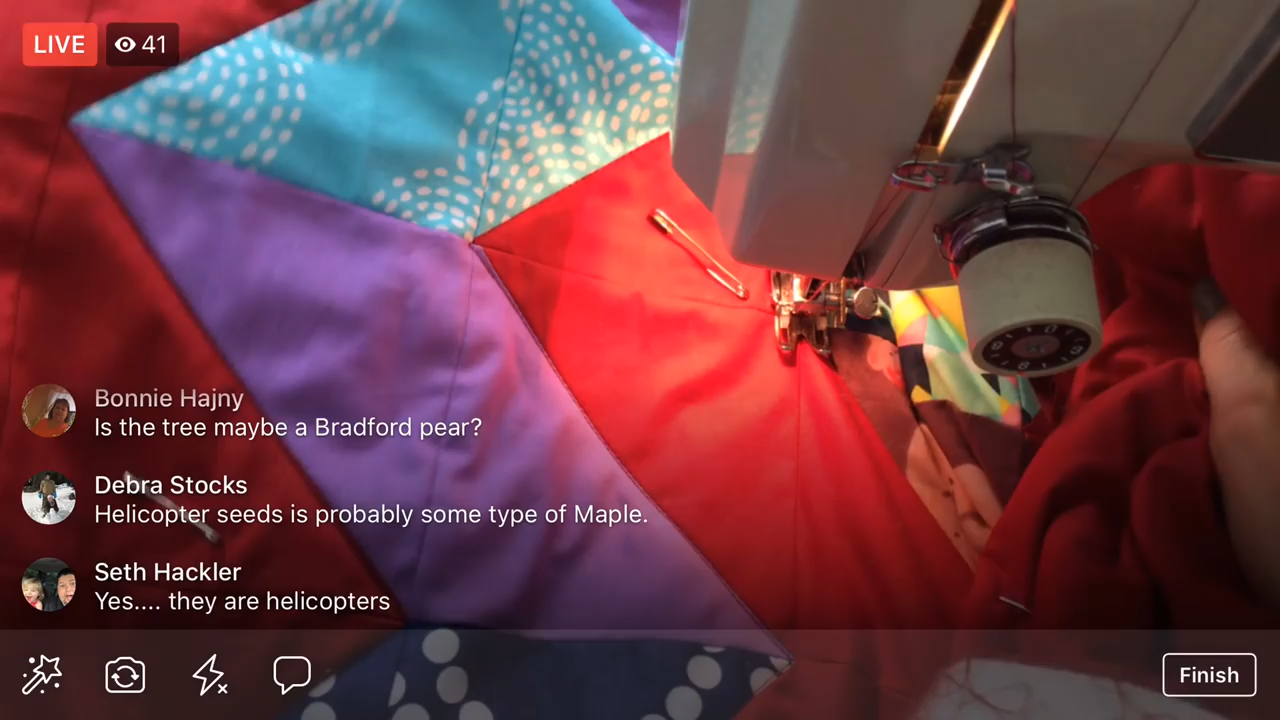 LIVE 41
Bonnie Hajny
Is the tree maybe a Bradford pear?
Debra Stocks
Helicopter seeds is probably some type of Maple.
Seth Hackler
Yes.... they are helicopters
Finish